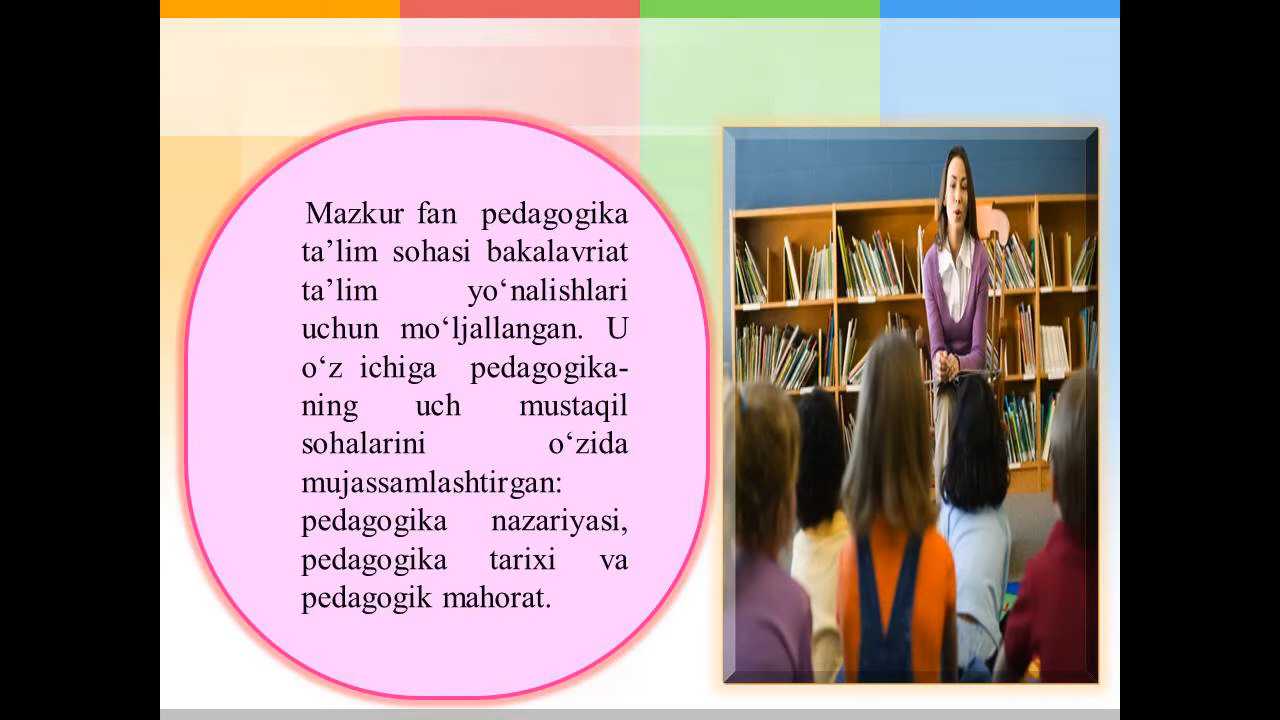 Mazkur fan pedagogika
ta’lim sohasi bakalavriat
ta’lim yo‘nalishlari
uchun mo‘ljallangan. U
o‘z ichiga pedagogika-
ning uch mustaqil
sohalarini o‘zida
mujassamlashtirgan:
pedagogika nazariyasi,
pedagogika tarixi va
pedagogik mahorat.